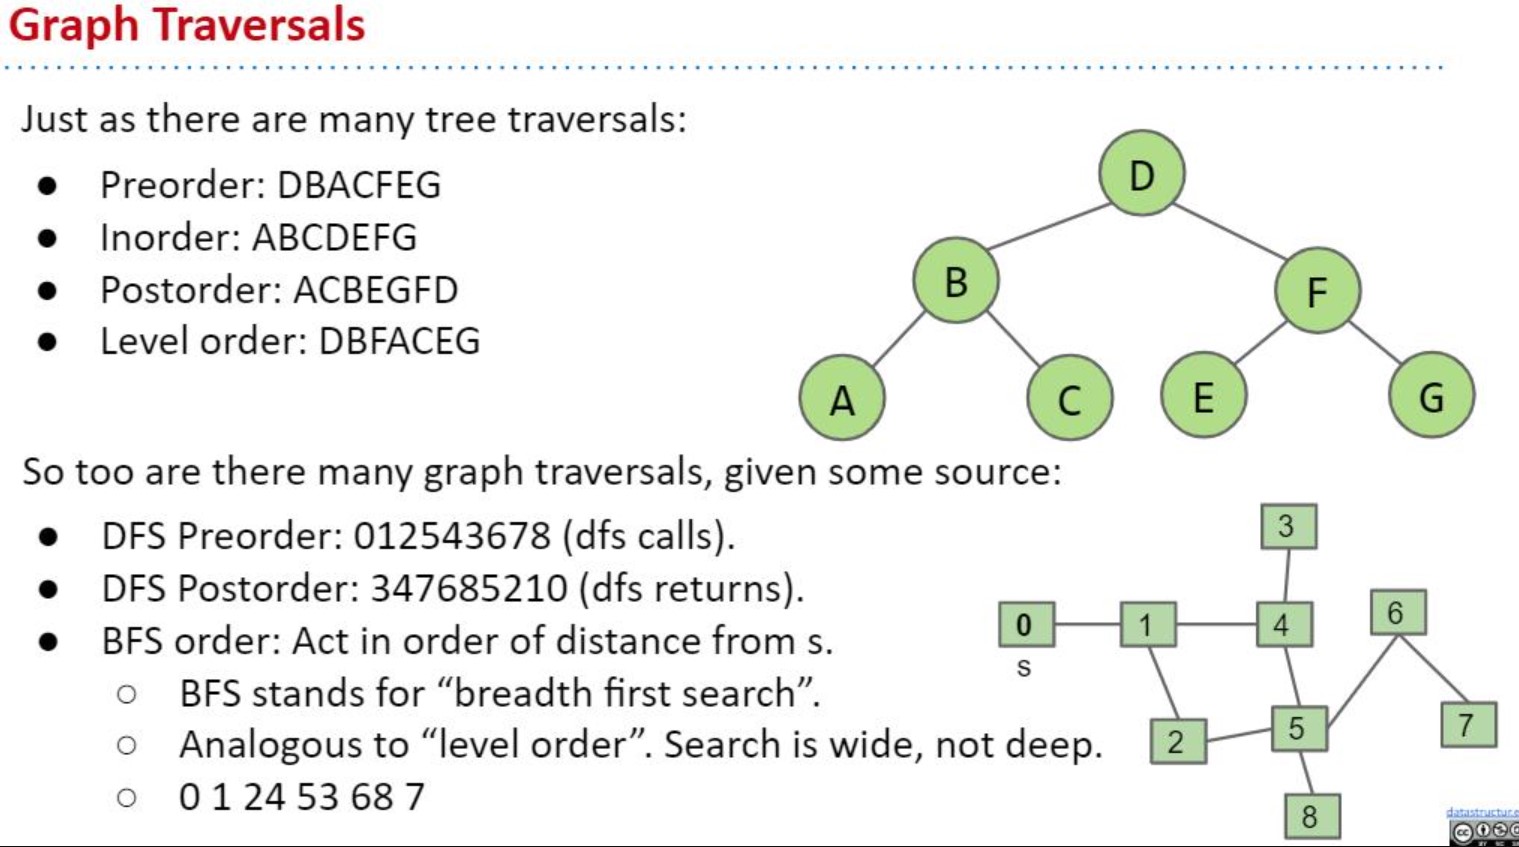 Graph Traversals
Just as there are many tree traversals:
● Preorder: DBACFEG
● Inorder: ABCDEFG
● Postorder: ACBEGFD
● Level order: DBFACEG
D
B
F
A
C
E
G
So too are there many graph traversals, given some source:
● DFS Preorder: 012543678 (dfs calls).
● DFS Postorder: 347685210 (dfs returns).
● BFS order: Act in order of distance from s.
○ BFS stands for “breadth first search”.
○ Analogous to “level order”. Search is wide, not deep.
○ 0 1 24 53 68 7
3
0
1
4
6
s
2
5
7
8
datastructur.e